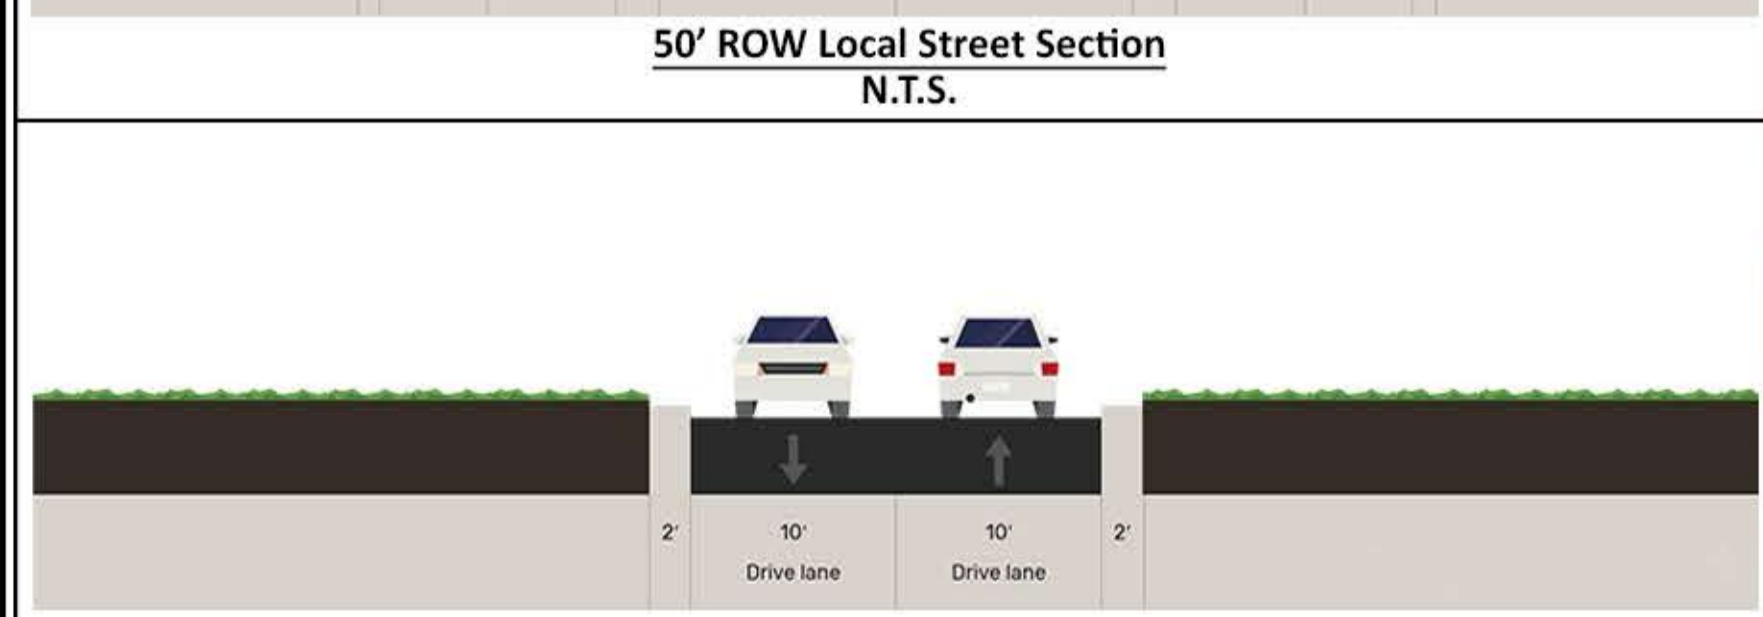 50’ ROW Local Street Section
N.T.S.
2' 10' 10' 2'
Drive lane Drive lane